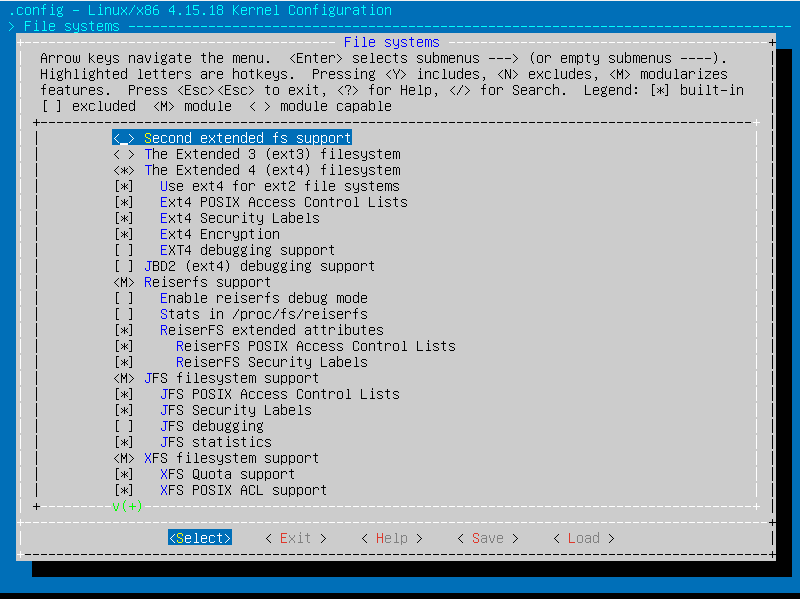 .config - Linux/x86 4.15.18 Kernel Configuration
> File systems
File systems
Arrow keys navigate the menu.  <Enter> selects submenus ---> (or empty submenus ----).
Highlighted letters are hotkeys.  Pressing <Y> includes, <N> excludes, <M> modularizes
features.  Press <Esc><Esc> to exit, <?> for Help, </> for Search.  Legend: [*] built-in
[ ] excluded  <M> module  < > module capable
<_> Second extended fs support
< > The Extended 3 (ext3) filesystem
<*> The Extended 4 (ext4) filesystem
[*]   Use ext4 for ext2 file systems
[*]   Ext4 POSIX Access Control Lists
[*]   Ext4 Security Labels
[*]   Ext4 Encryption
[ ]   EXT4 debugging support
[ ] JBD2 (ext4) debugging support
<M> Reiserfs support
[ ]   Enable reiserfs debug mode
[ ]   Stats in /proc/fs/reiserfs
[*]   ReiserFS extended attributes
[*]     ReiserFS POSIX Access Control Lists
[*]     ReiserFS Security Labels
<M> JFS filesystem support
[*]   JFS POSIX Access Control Lists
[*]   JFS Security Labels
[ ]   JFS debugging
[*]   JFS statistics
<M> XFS filesystem support
[*]   XFS Quota support
[*]   XFS POSIX ACL support
v(+)
<Select>    < Exit >    < Help >    < Save >    < Load >